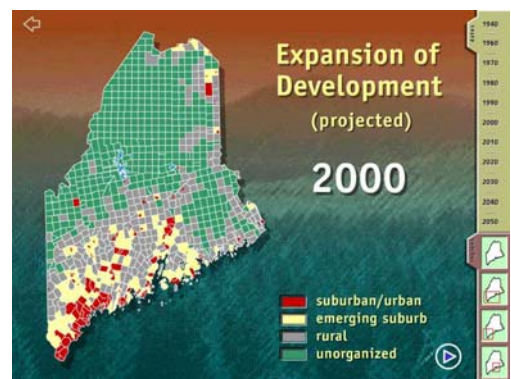 Expansion of
Development
(projected)
2000
suburban/urban
emerging suburb
rural
unorganized
1940
1960
1970
1980
1990
2000
2010
2020
2030
2040
2050